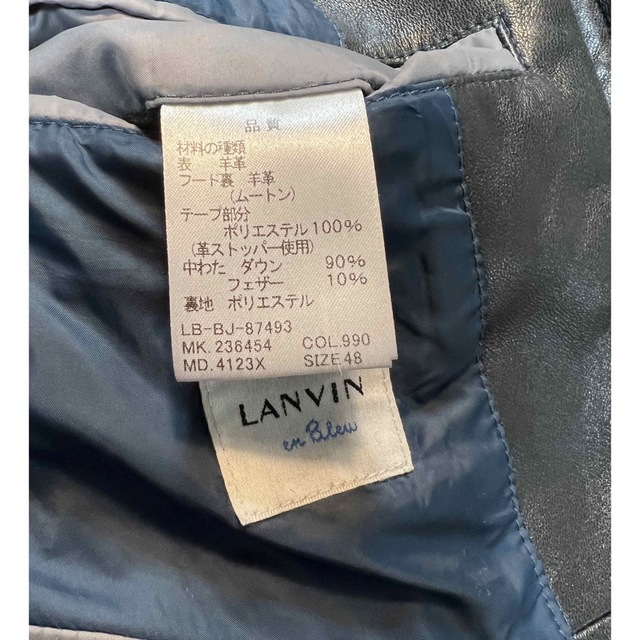 品質
材料の種類
表　羊革
フード裏　羊革
(ムートン)
テープ部分
ポリエステル100%
(革ストッパー使用)
中わた ダウン　90%
フェザー　10%
裏地 ポリエステル
LB-BJ-87493
MK.236454 COL.990
MD.4123X SIZE48
LANVIN
en Bleu